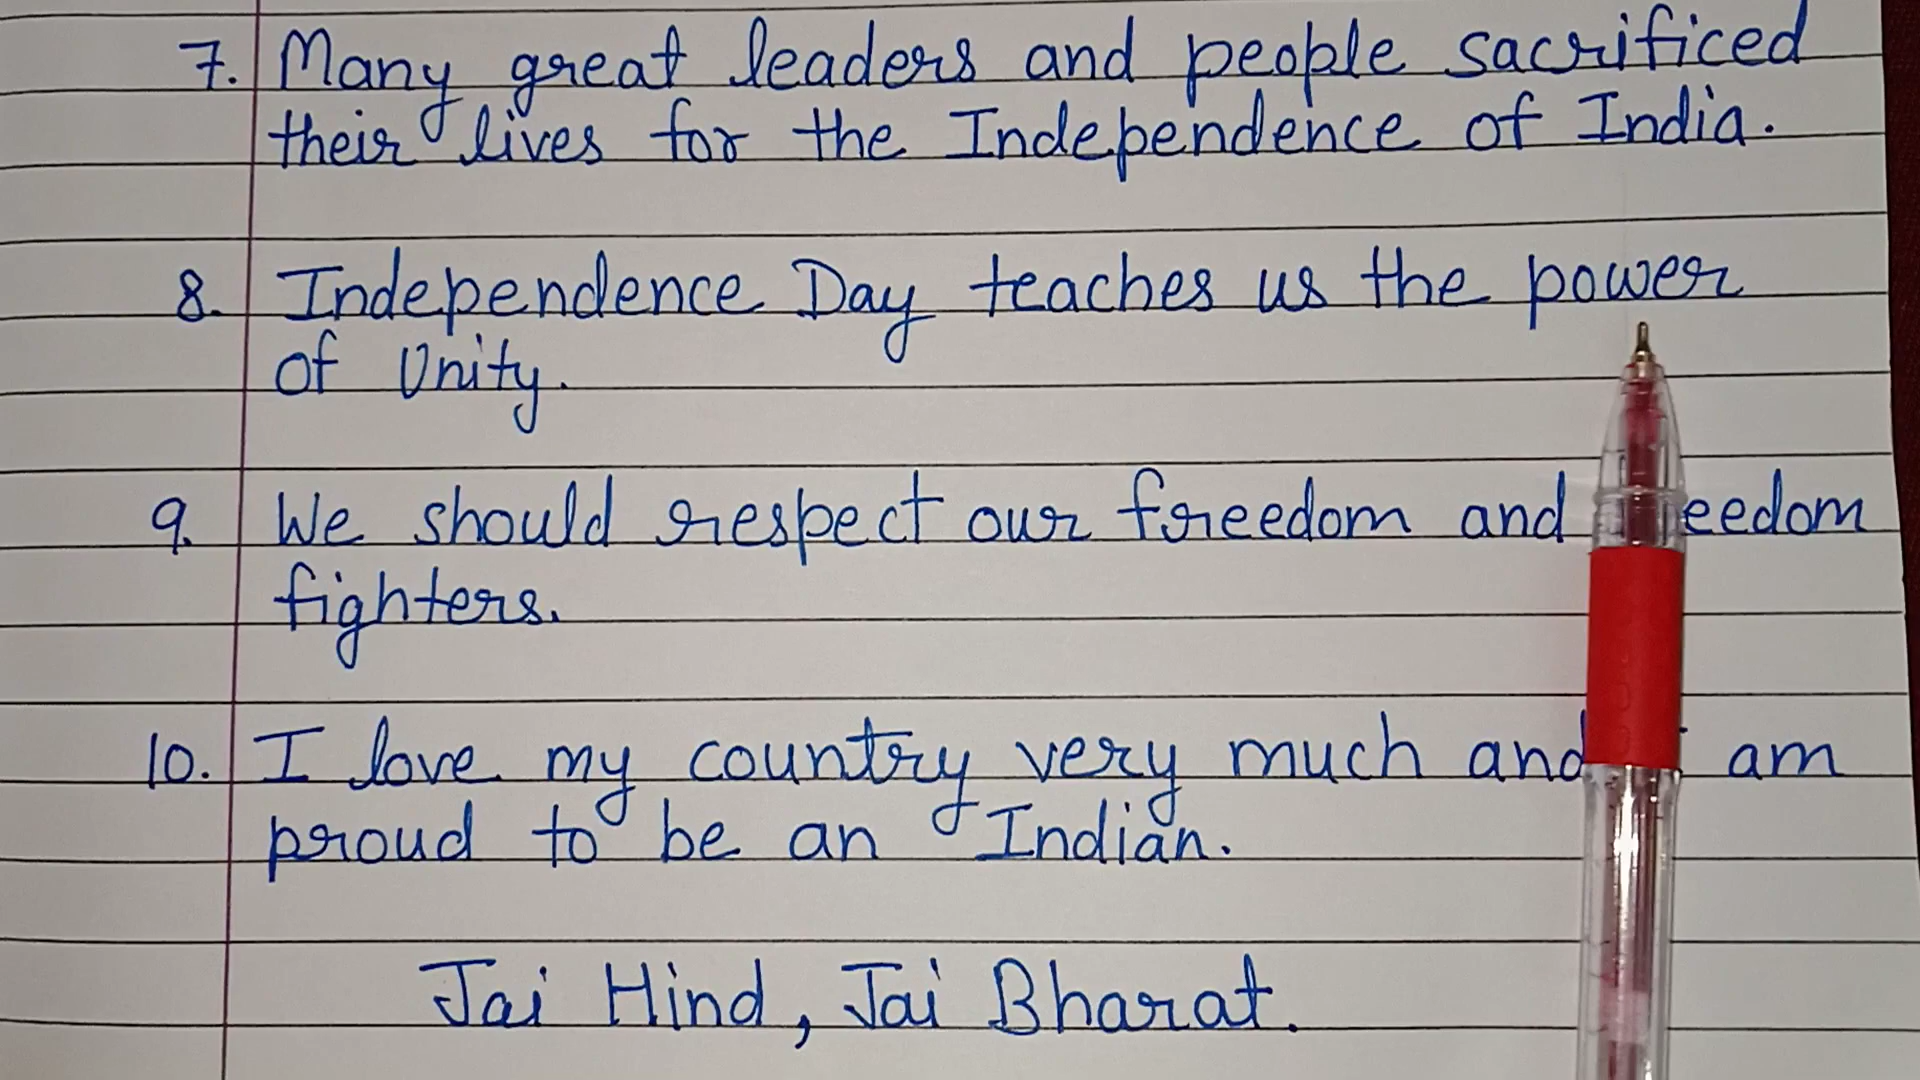 7. Many great leaders and people sacrificed
their lives for the Independence of India.
8. Independence Day teaches us the power
of Unity.
9. We should respect our freedom and eedom
fighters.
10. I love my country very much and am
proud to be an Indian.
Jai Hind, Jai Bharat.